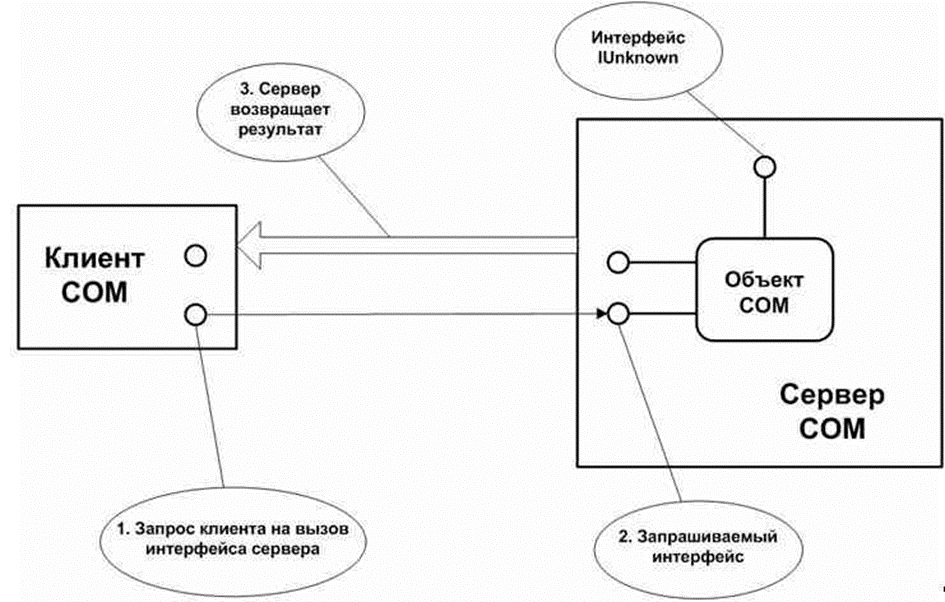 Интерфейс
IUnknown
3. Сервер
возвращает
результат
Клиент
COM
Объект
COM
Сервер
COM
1. Запрос клиента на вызов
интерфейса сервера
2. Запрашиваемый
интерфейс